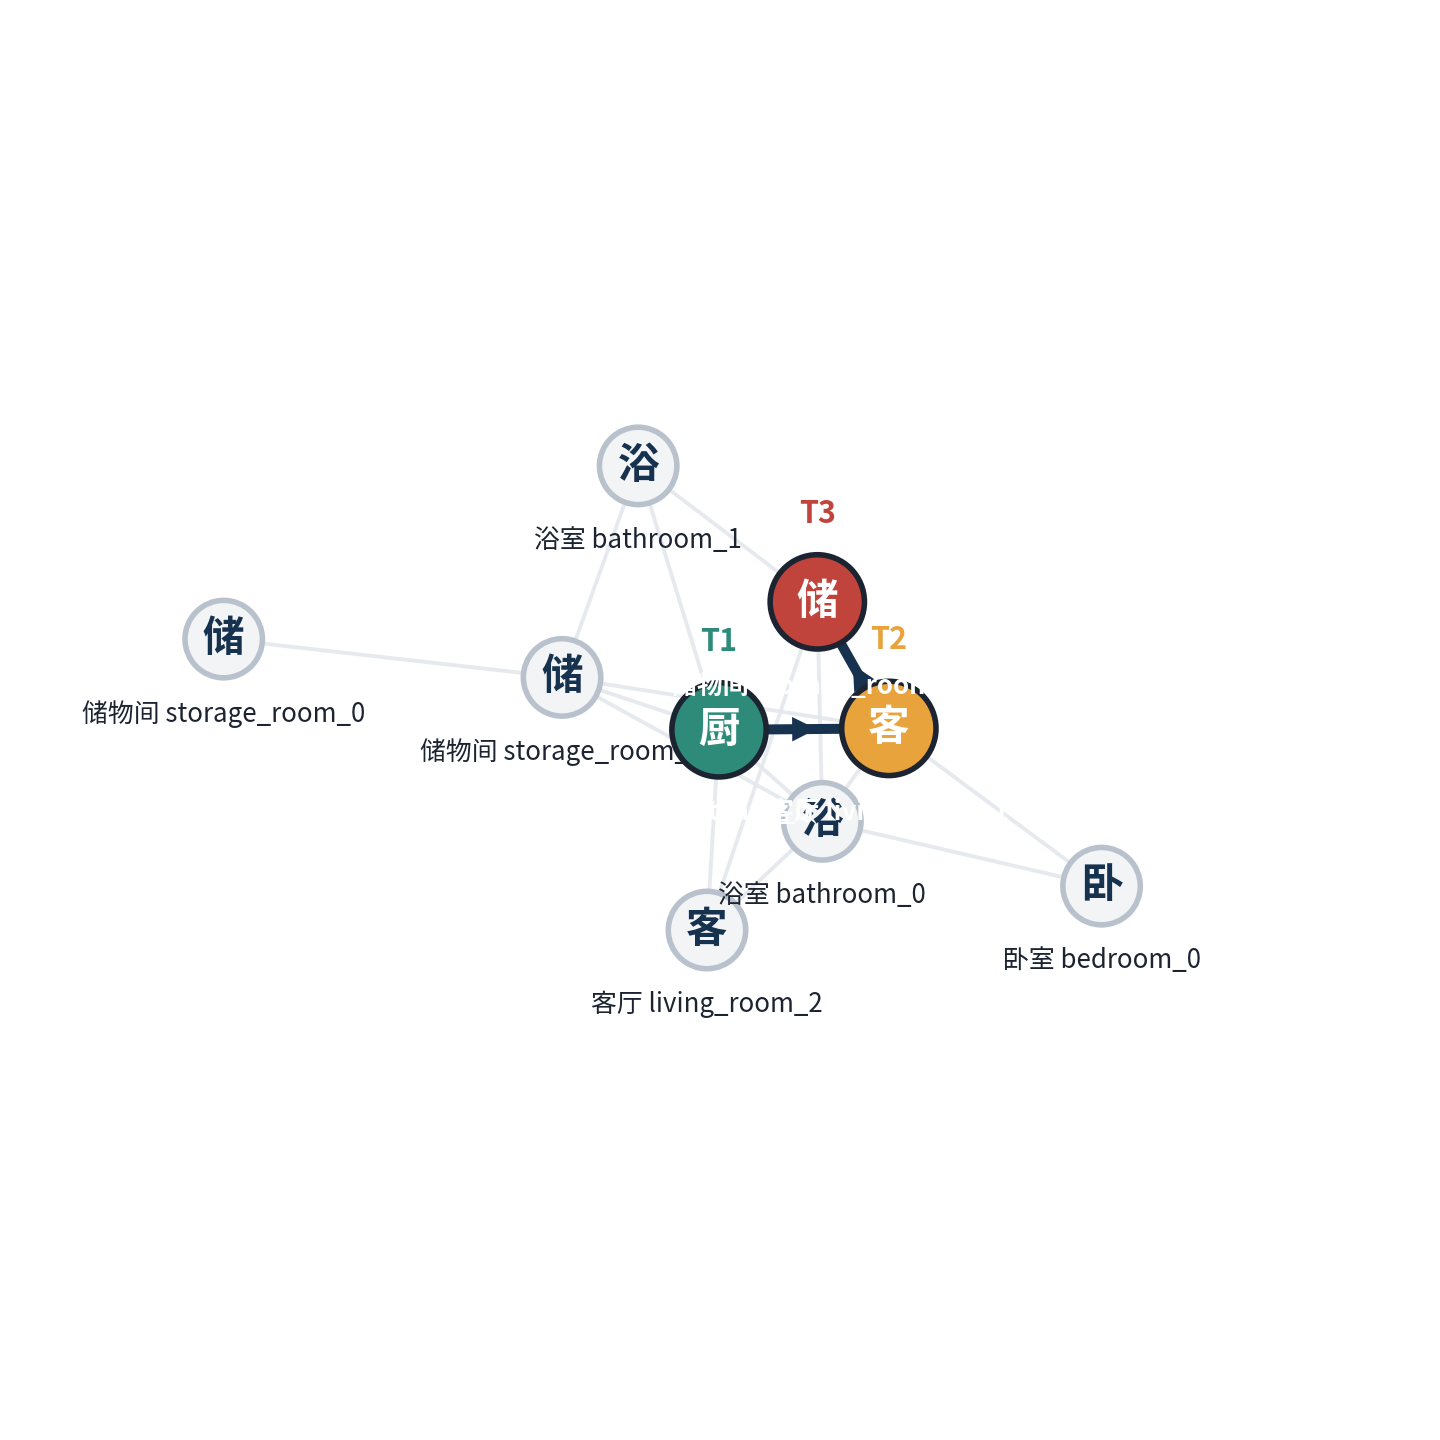 浴
浴室 bathroom_1
T3
储
储
储物间 storage_room_0
储
储物间 storage_room_
T1
厨
T2
客
浴
浴室 bathroom_0
客
客厅 living_room_2
卧
卧室 bedroom_0